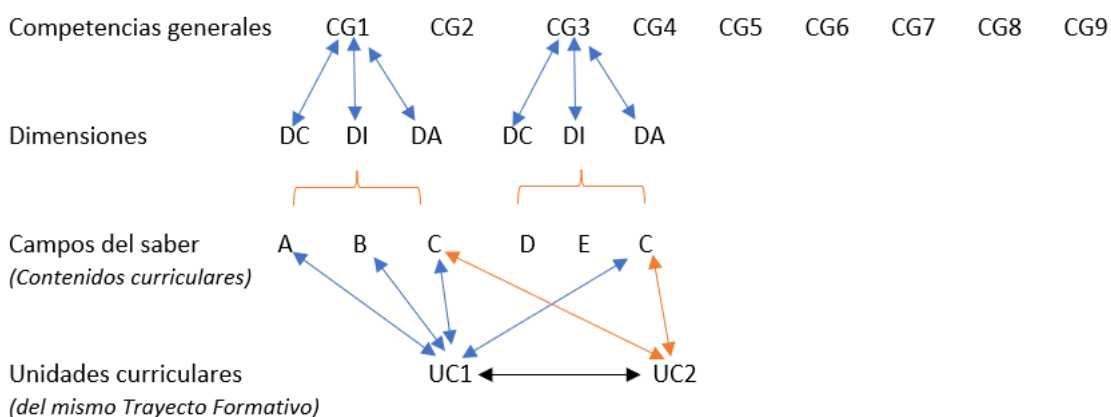 Competencias generales CG1 CG2 CG3 CG4 CG5 CG6 CG7 CG8 CG9
Dimensiones DC DI DA DC DI DA
Campos del saber A B C D E C
(Contenidos curriculares)
Unidades curriculares UC1 UC2
(del mismo Trayecto Formativo)